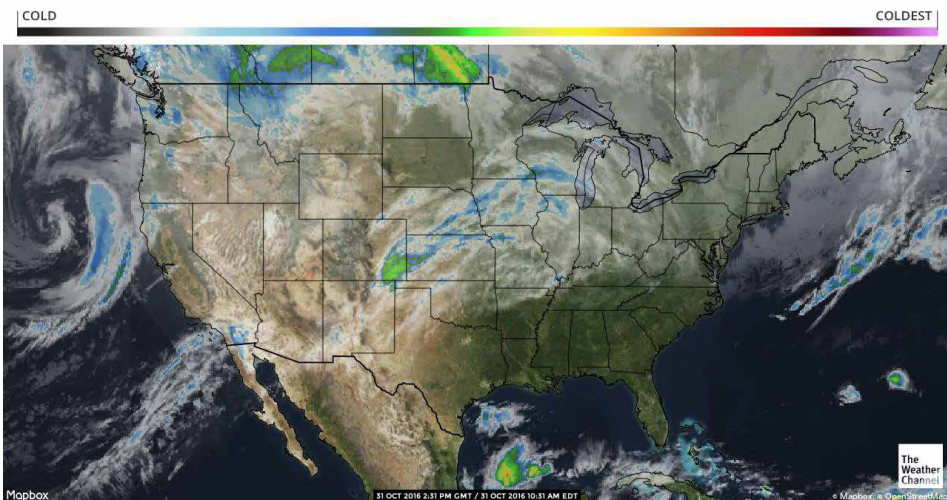 COLD
COLDEST
The
Weather
Channel
Mapbox
31 OCT 2016 2:31 PM GMT / 31 OCT 2016 10:31 AM EDT
© Mapbox, © OpenStreetMap